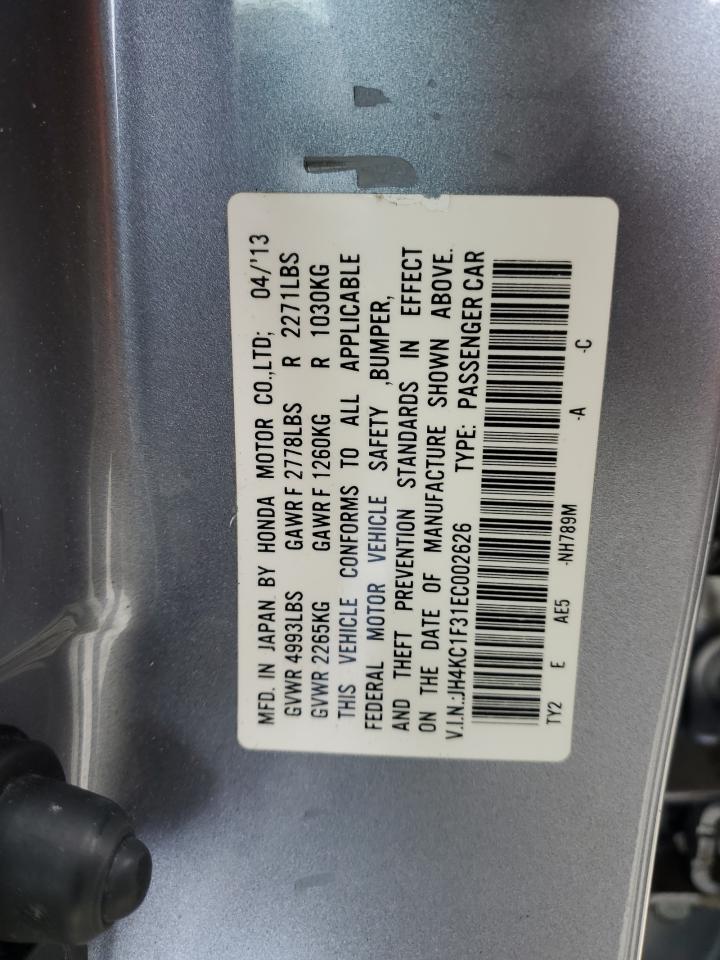 MFD. IN JAPAN BY HONDA MOTOR CO.,LTD; 04/'13
GVWR 4993LBS GAWR F 2778LBS R 2271LBS
GVWR 2265KG GAWR F 1260KG R 1030KG
THIS VEHICLE CONFORMS TO ALL APPLICABLE
FEDERAL MOTOR VEHICLE SAFETY ,BUMPER,
AND THEFT PREVENTION STANDARDS IN EFFECT
ON THE DATE OF MANUFACTURE SHOWN ABOVE.
V.I.N.:JH4KC1F31EC002626 TYPE: PASSENGER CAR
TY2 E AE5 -NH789M -A -C